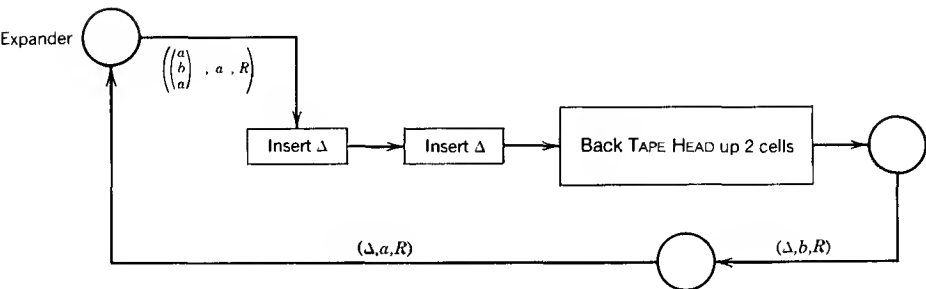 Expander
((a
b
a) , a , R)
Insert Δ
Insert Δ
Back TAPE HEAD up 2 cells
(Δ,a,R)
(Δ,b,R)